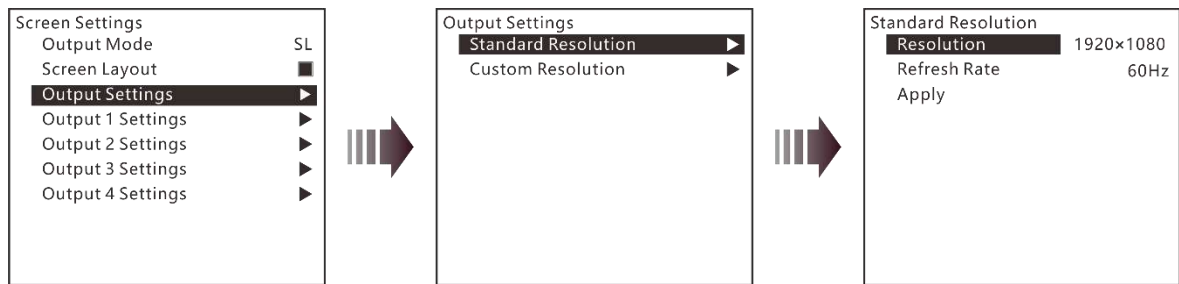 Screen Settings
Output Mode SL
Screen Layout
Output Settings
Output 1 Settings
Output 2 Settings
Output 3 Settings
Output 4 Settings
Output Settings
Standard Resolution
Custom Resolution
Standard Resolution
Resolution 1920×1080
Refresh Rate 60Hz
Apply